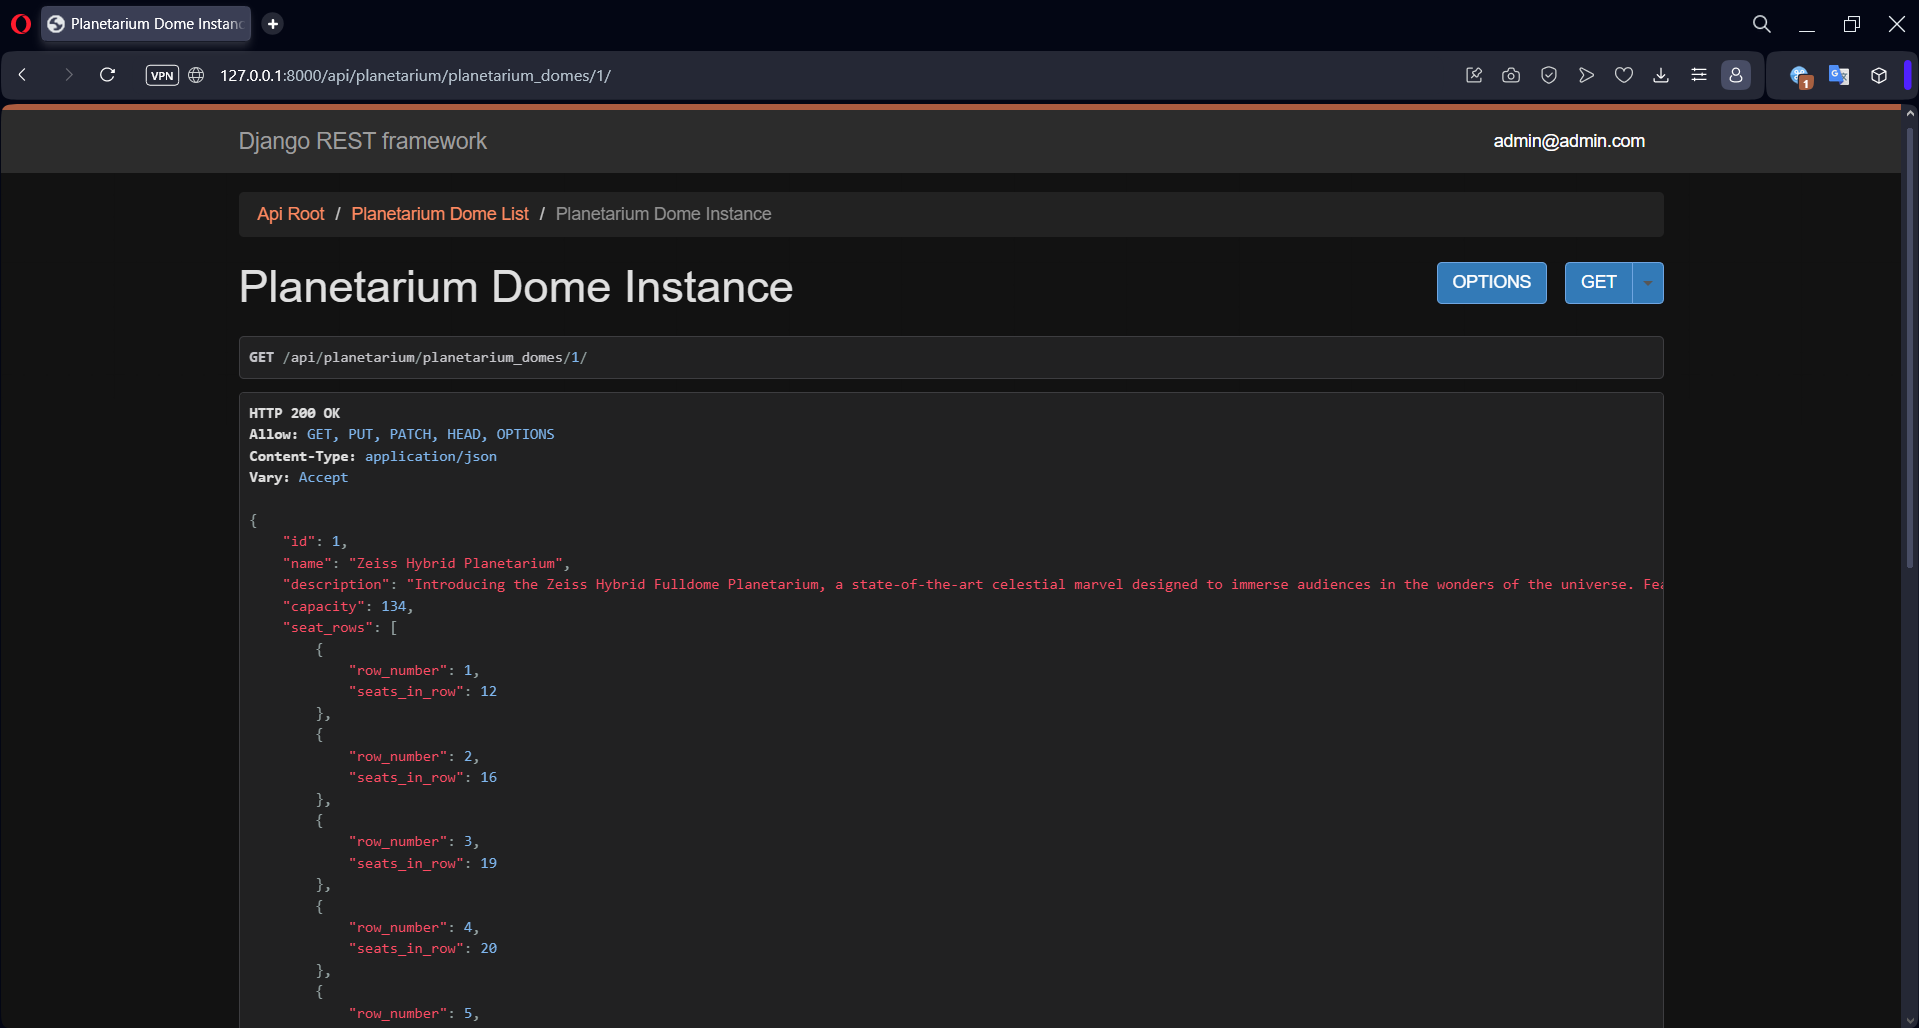 Planetarium Dome Instanc
VPN
127.0.0.1:8000/api/planetarium/planetarium_domes/1/
1
Django REST framework
admin@admin.com
Api Root / Planetarium Dome List / Planetarium Dome Instance
Planetarium Dome Instance
OPTIONS
GET
GET /api/planetarium/planetarium_domes/1/
HTTP 200 OK
Allow: GET, PUT, PATCH, HEAD, OPTIONS
Content-Type: application/json
Vary: Accept
{
"id": 1,
"name": "Zeiss Hybrid Planetarium",
"description": "Introducing the Zeiss Hybrid Fulldome Planetarium, a state-of-the-art celestial marvel designed to immerse audiences in the wonders of the universe. Fea
"capacity": 134,
"seat_rows": [
{
"row_number": 1,
"seats_in_row": 12
},
{
"row_number": 2,
"seats_in_row": 16
},
{
"row_number": 3,
"seats_in_row": 19
},
{
"row_number": 4,
"seats_in_row": 20
},
{
"row_number": 5,